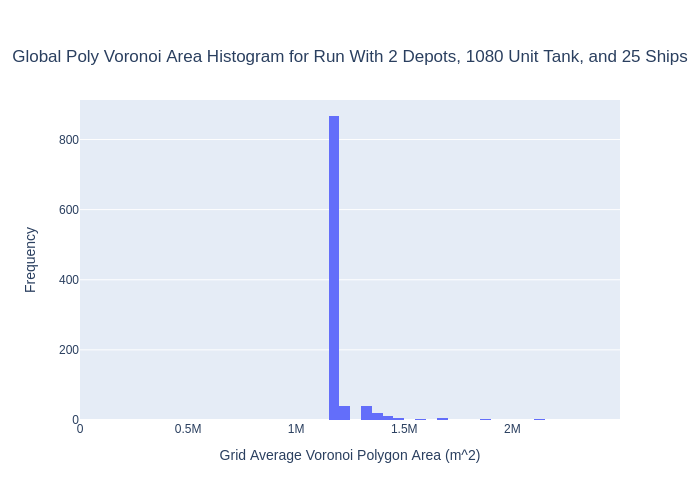 Global Poly Voronoi Area Histogram for Run With 2 Depots, 1080 Unit Tank, and 25 Ships
Frequency
800
600
400
200
0
0 0.5M 1M 1.5M 2M
Grid Average Voronoi Polygon Area (m^2)